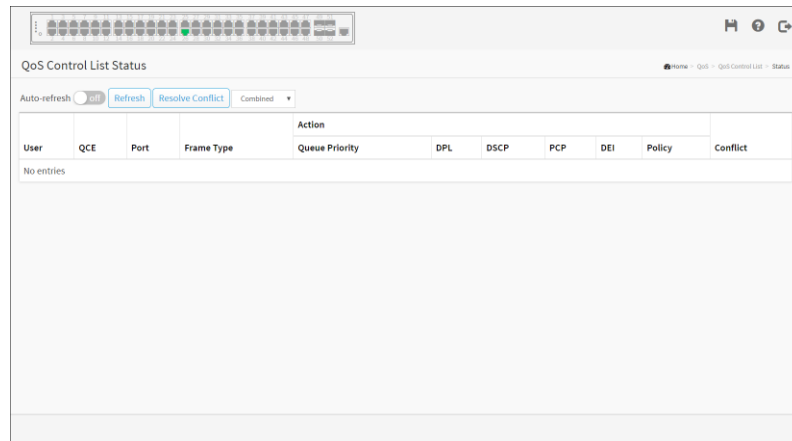 QoS Control List Status
Home > QoS > QoS Control List > Status
Auto-refresh off Refresh Resolve Conflict Combined
Action
User QCE Port Frame Type Queue Priority DPL DSCP PCP DEI Policy Conflict
No entries